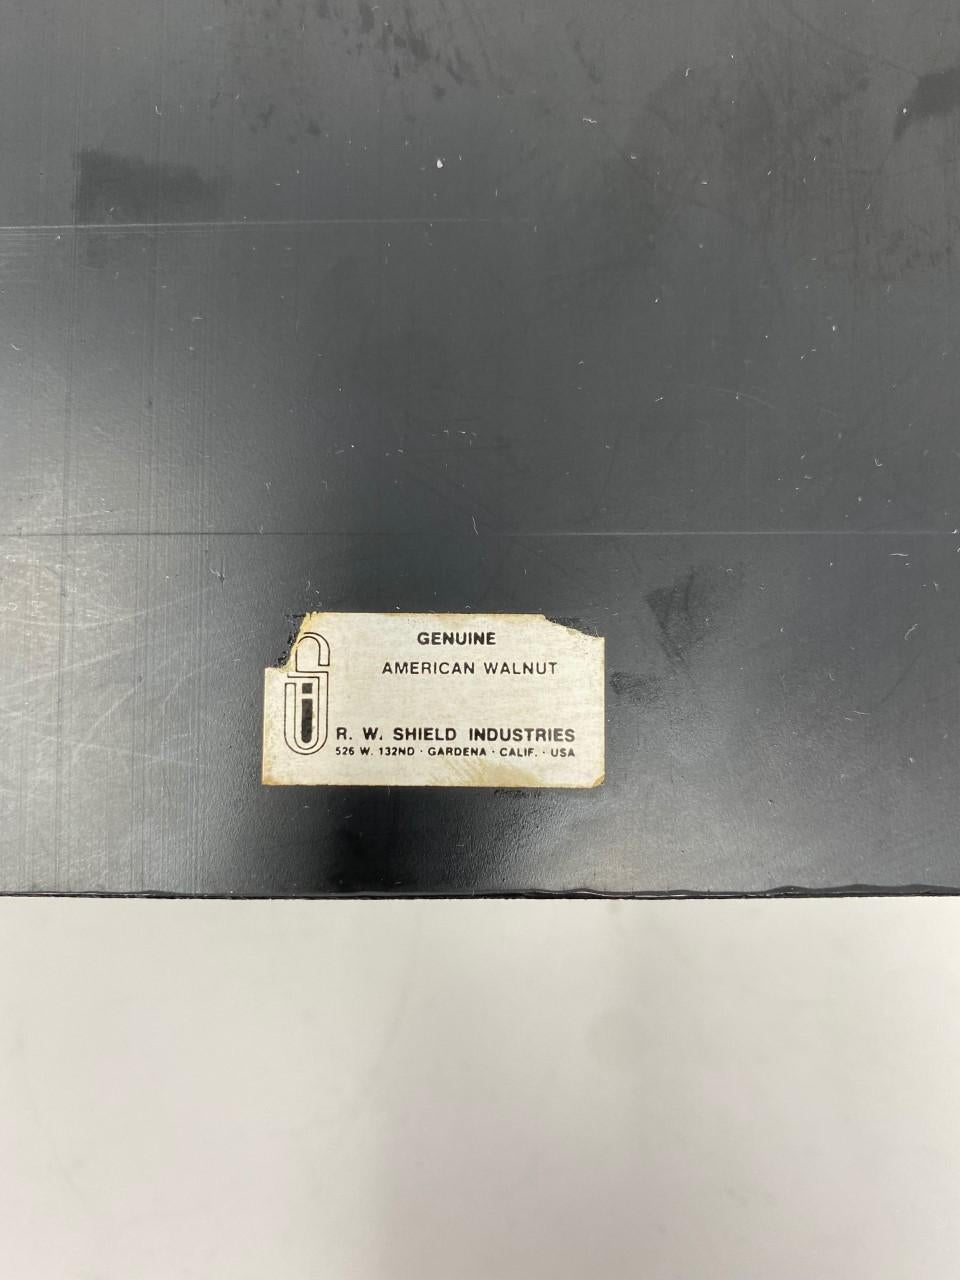 GENUINE
AMERICAN WALNUT
R. W. SHIELD INDUSTRIES
526 W. 132ND · GARDENA · CALIF. · USA